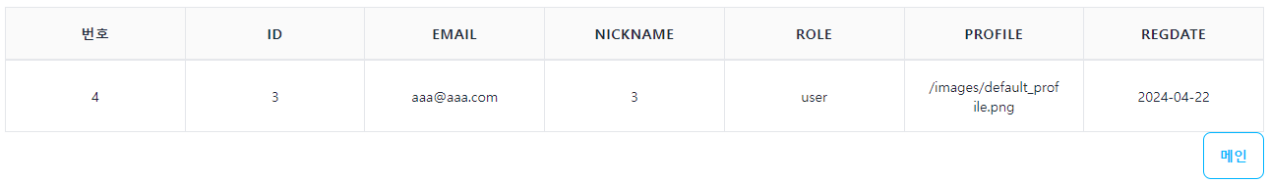 번호 ID EMAIL NICKNAME ROLE PROFILE REGDATE
4 3 aaa@aaa.com 3 user /images/default_prof
ile.png 2024-04-22
메인